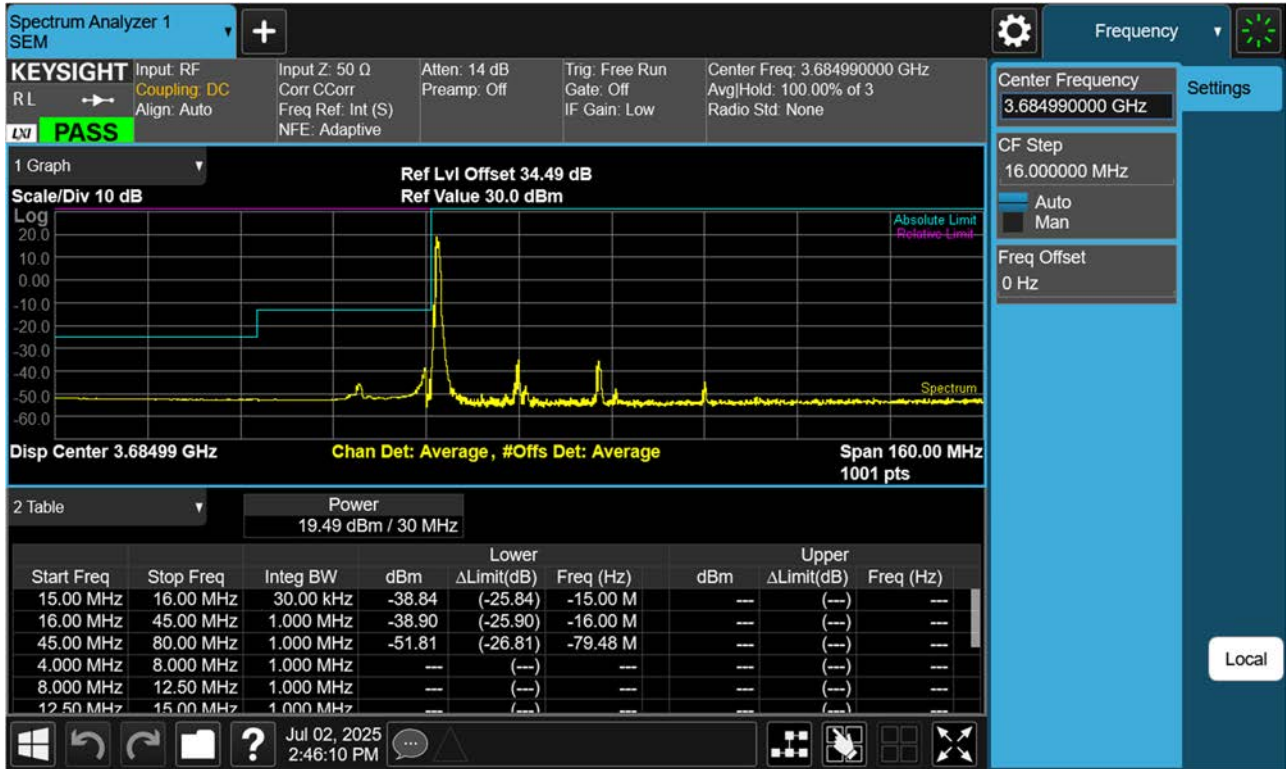 Spectrum Analyzer 1
SEM
Frequency
KEYSIGHT
RL
LXI
PASS
Input: RF
Coupling: DC
Align: Auto
Input Z: 50 Ω
Corr CCorr
Freq Ref: Int (S)
NFE: Adaptive
Atten: 14 dB
Preamp: Off
Trig: Free Run
Gate: Off
IF Gain: Low
Center Freq: 3.684990000 GHz
Avg|Hold: 100.00% of 3
Radio Std: None
Center Frequency
3.684990000 GHz
Settings
CF Step
16.000000 MHz
Auto
Man
Freq Offset
0 Hz
1 Graph
Scale/Div 10 dB
Ref Lvl Offset 34.49 dB
Ref Value 30.0 dBm
Log
20.0
10.0
0.00
-10.0
-20.0
-30.0
-40.0
-50.0
-60.0
Absolute Limit
Relative Limit
Spectrum
Disp Center 3.68499 GHz
Chan Det: Average, #Offs Det: Average
Span 160.00 MHz
1001 pts
2 Table
Power
19.49 dBm / 30 MHz
Lower Upper
Start Freq Stop Freq Integ BW dBm ΔLimit(dB) Freq (Hz) dBm ΔLimit(dB) Freq (Hz)
15.00 MHz 16.00 MHz 30.00 kHz -38.84 (-25.84) -15.00 M --- (---) ---
16.00 MHz 45.00 MHz 1.000 MHz -38.90 (-25.90) -16.00 M --- (---) ---
45.00 MHz 80.00 MHz 1.000 MHz -51.81 (-26.81) -79.48 M --- (---) ---
4.000 MHz 8.000 MHz 1.000 MHz --- (---) --- --- (---) ---
8.000 MHz 12.50 MHz 1.000 MHz --- (---) --- --- (---) ---
12.50 MHz 15.00 MHz 1.000 MHz --- (---) --- --- (---) ---
Local
Jul 02, 2025
2:46:10 PM